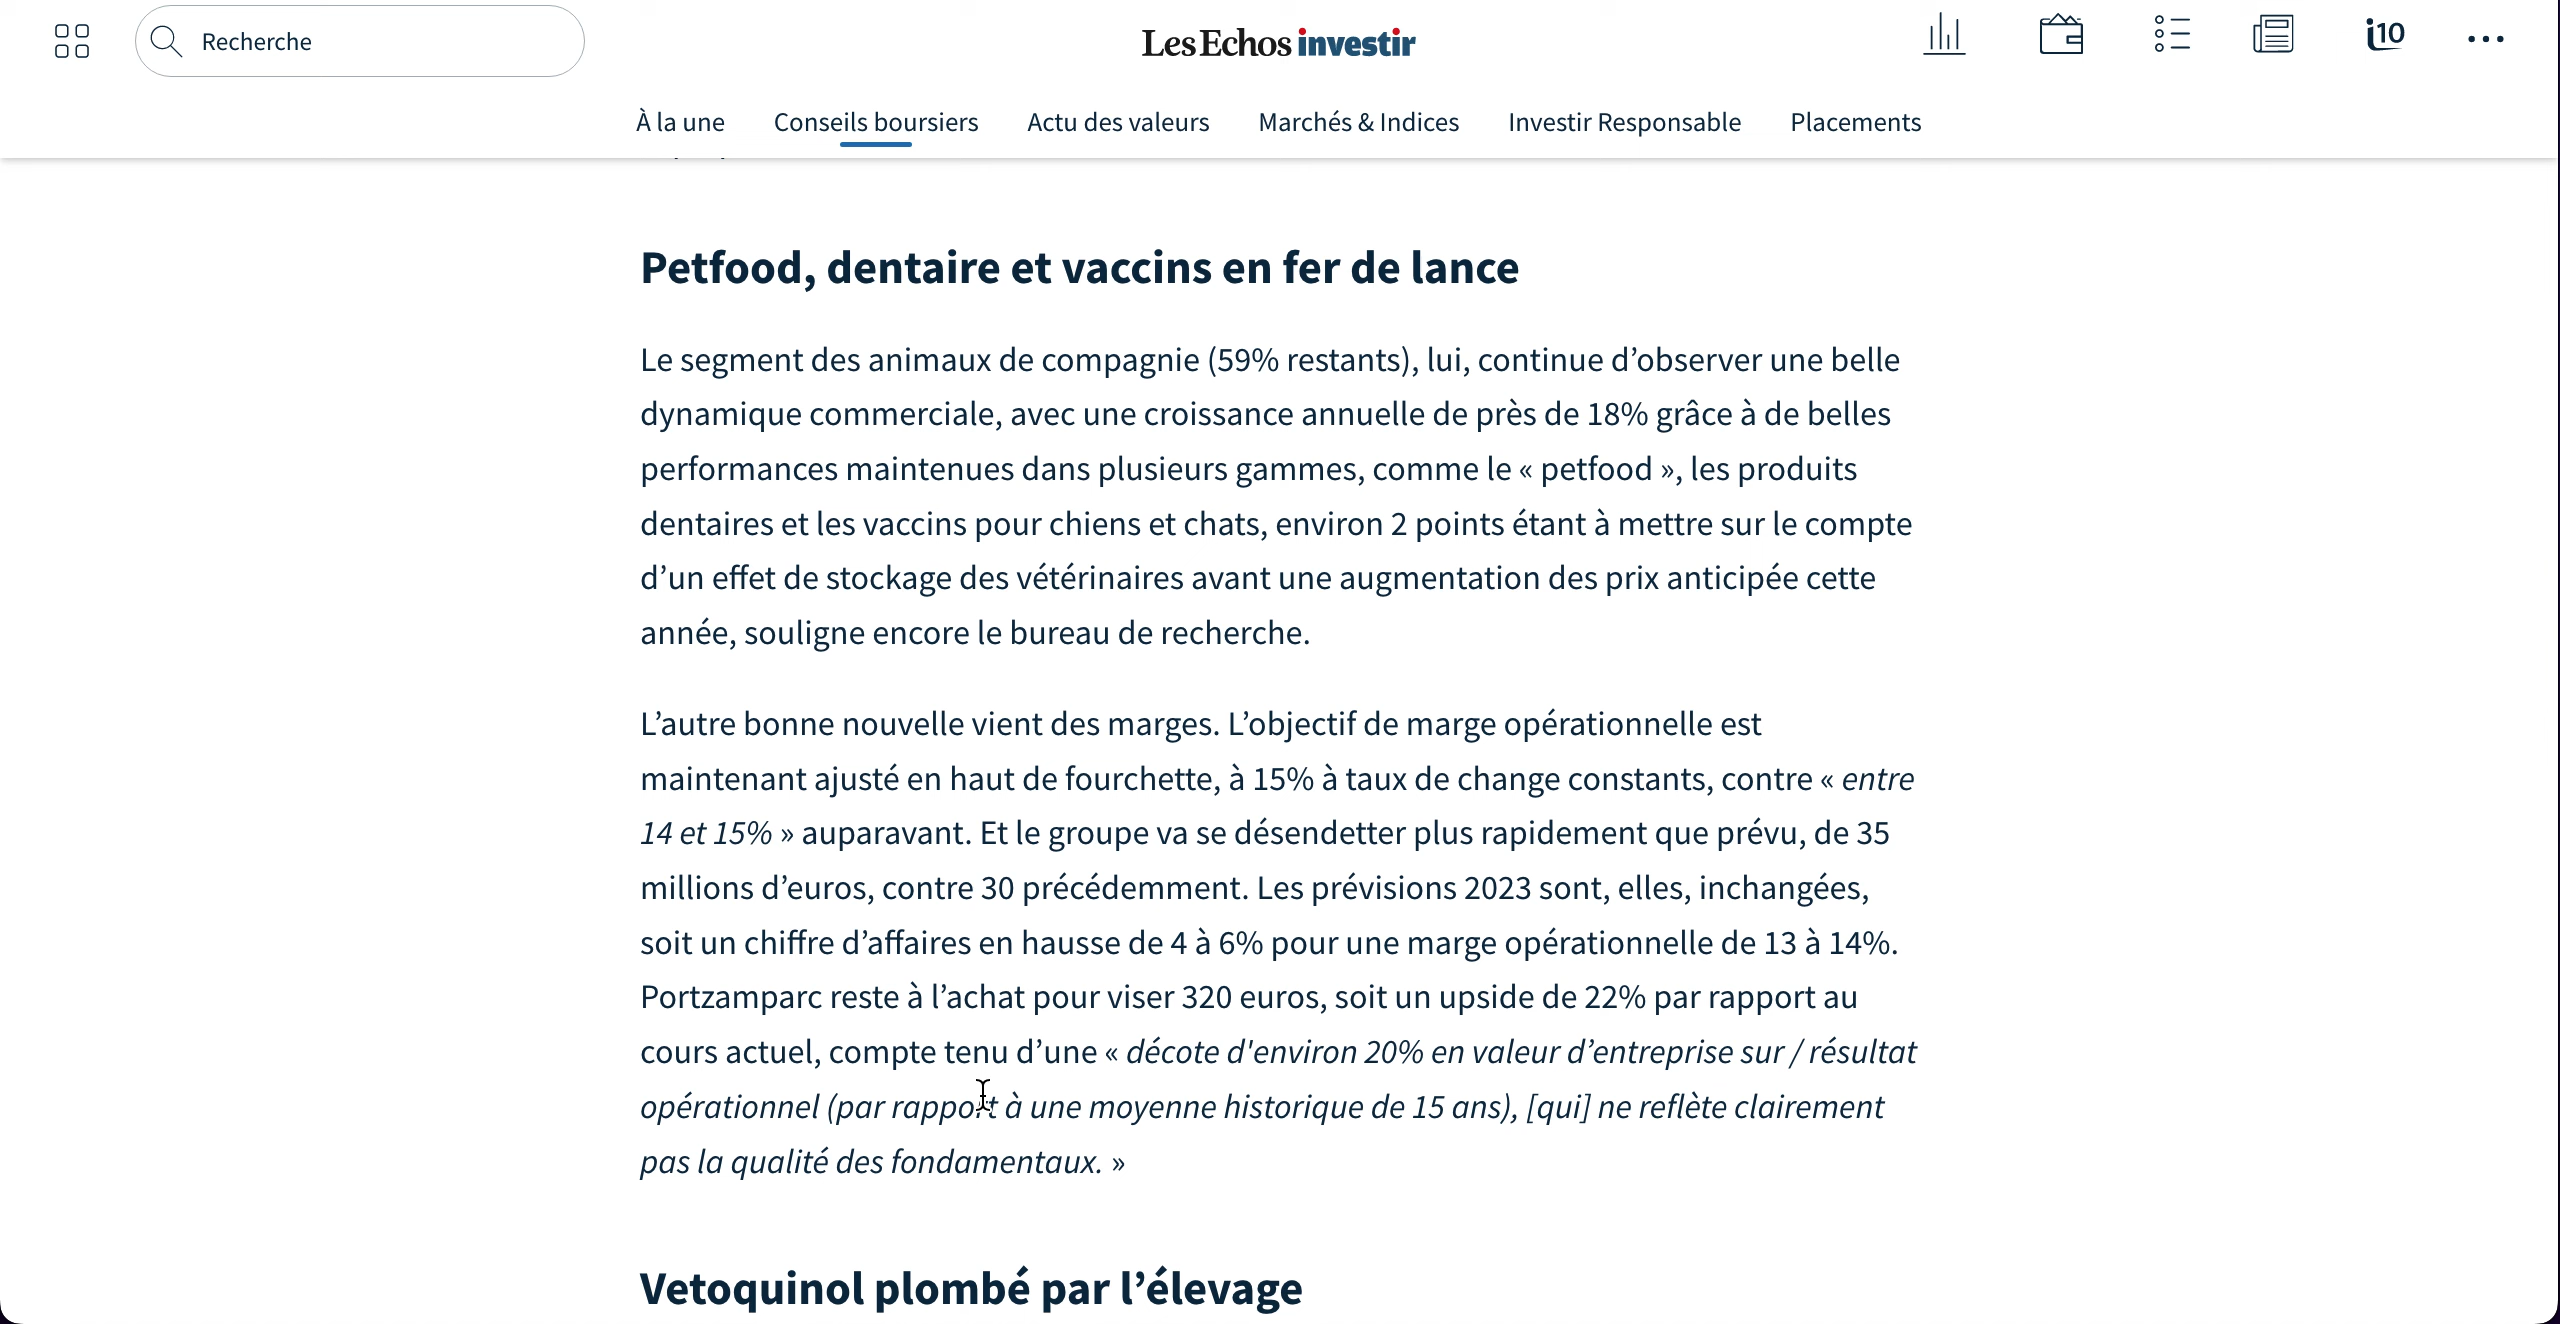 Recherche
Les Echos investir
i10
À la une
Conseils boursiers
Actu des valeurs
Marchés & Indices
Investir Responsable
Placements
Petfood, dentaire et vaccins en fer de lance
Le segment des animaux de compagnie (59% restants), lui, continue d’observer une belle
dynamique commerciale, avec une croissance annuelle de près de 18% grâce à de belles
performances maintenues dans plusieurs gammes, comme le « petfood », les produits
dentaires et les vaccins pour chiens et chats, environ 2 points étant à mettre sur le compte
d’un effet de stockage des vétérinaires avant une augmentation des prix anticipée cette
année, souligne encore le bureau de recherche.
L’autre bonne nouvelle vient des marges. L’objectif de marge opérationnelle est
maintenant ajusté en haut de fourchette, à 15% à taux de change constants, contre « entre
14 et 15% » auparavant. Et le groupe va se désendetter plus rapidement que prévu, de 35
millions d’euros, contre 30 précédemment. Les prévisions 2023 sont, elles, inchangées,
soit un chiffre d’affaires en hausse de 4 à 6% pour une marge opérationnelle de 13 à 14%.
Portzamparc reste à l’achat pour viser 320 euros, soit un upside de 22% par rapport au
cours actuel, compte tenu d’une « décote d'environ 20% en valeur d’entreprise sur / résultat
opérationnel (par rapport à une moyenne historique de 15 ans), [qui] ne reflète clairement
pas la qualité des fondamentaux. »
Vetoquinol plombé par l’élevage